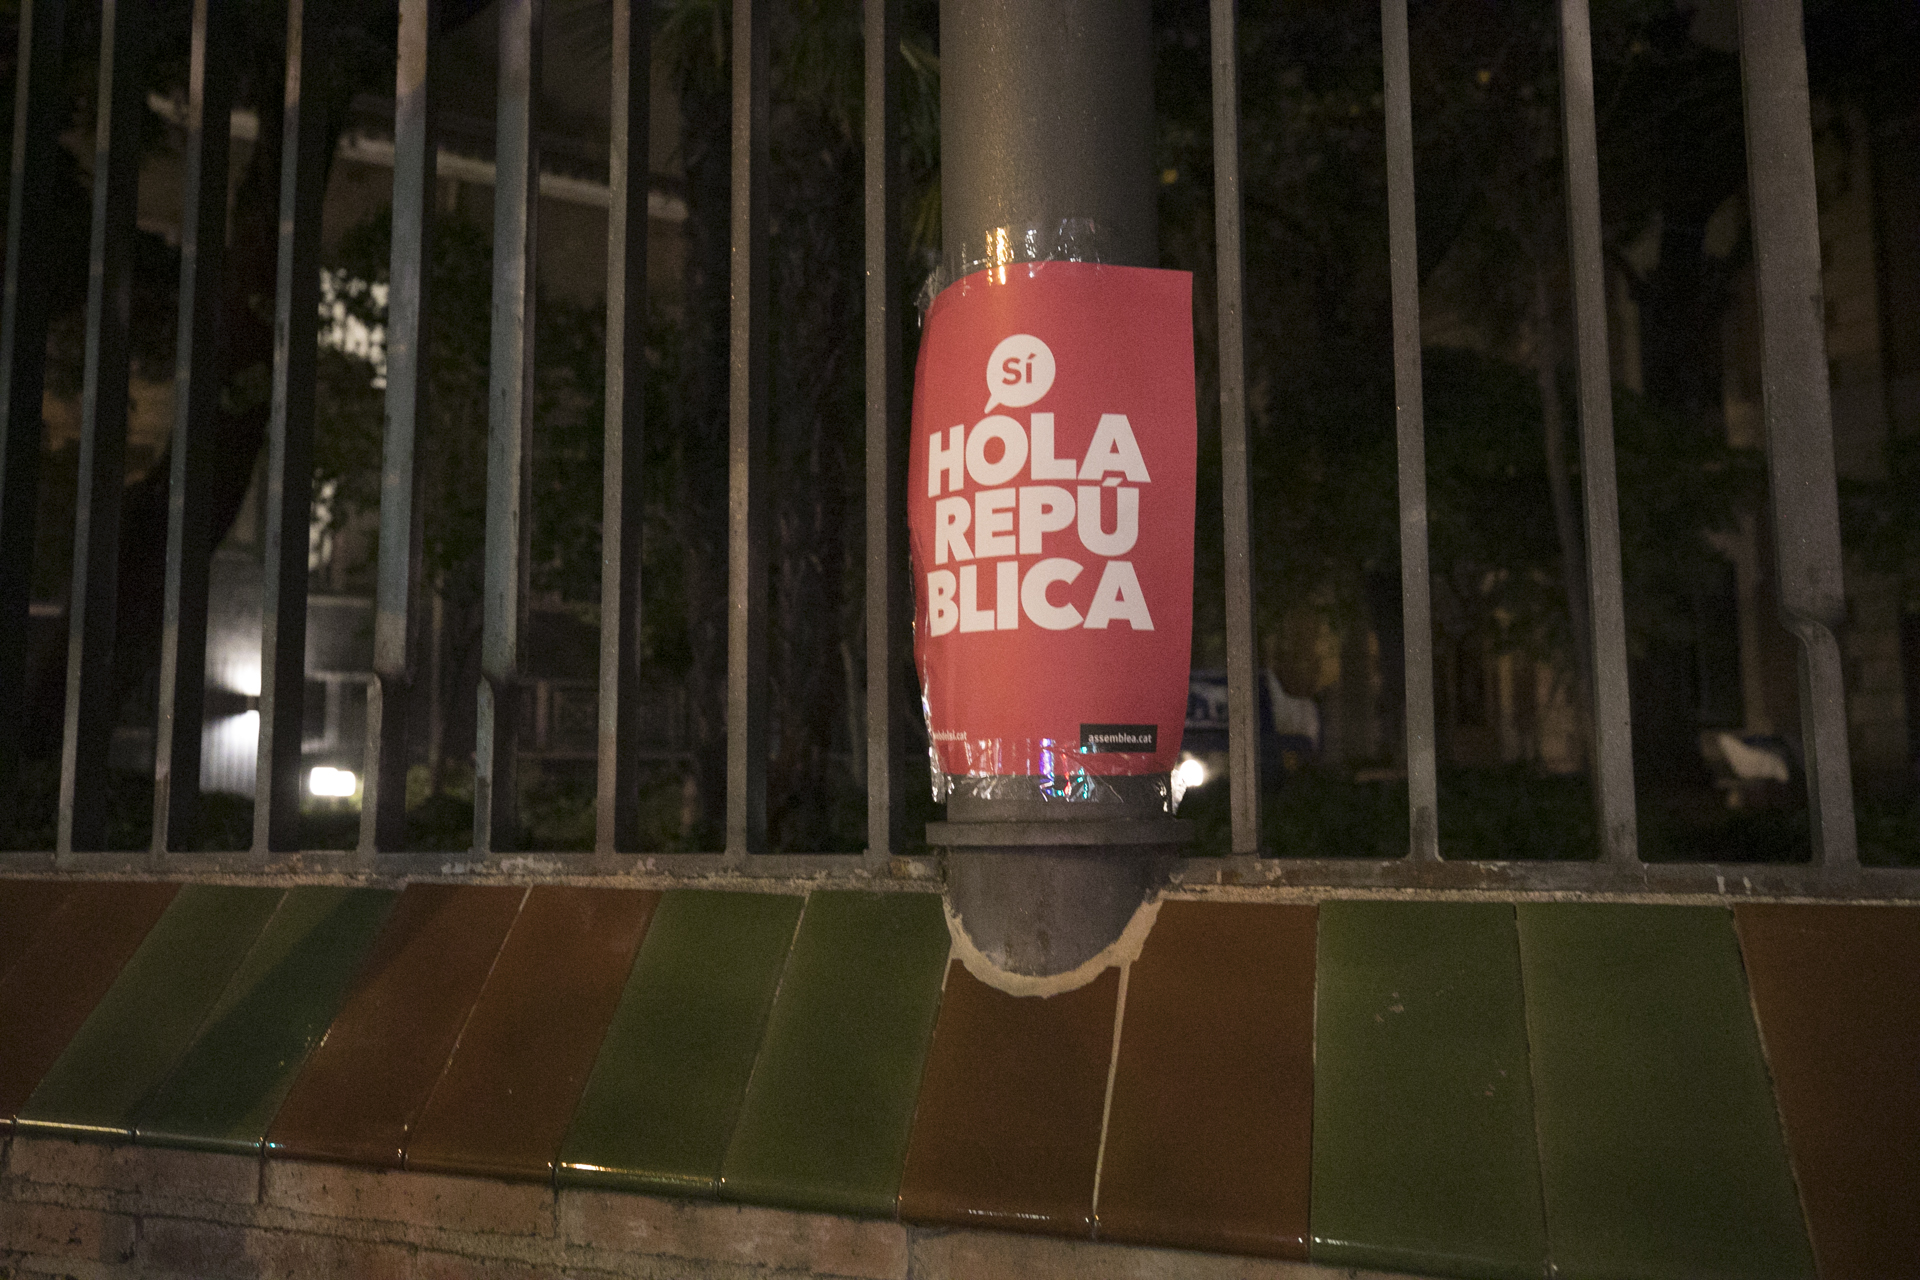 Sí
HOLA
REPÚ
BLICA
assemblea.cat